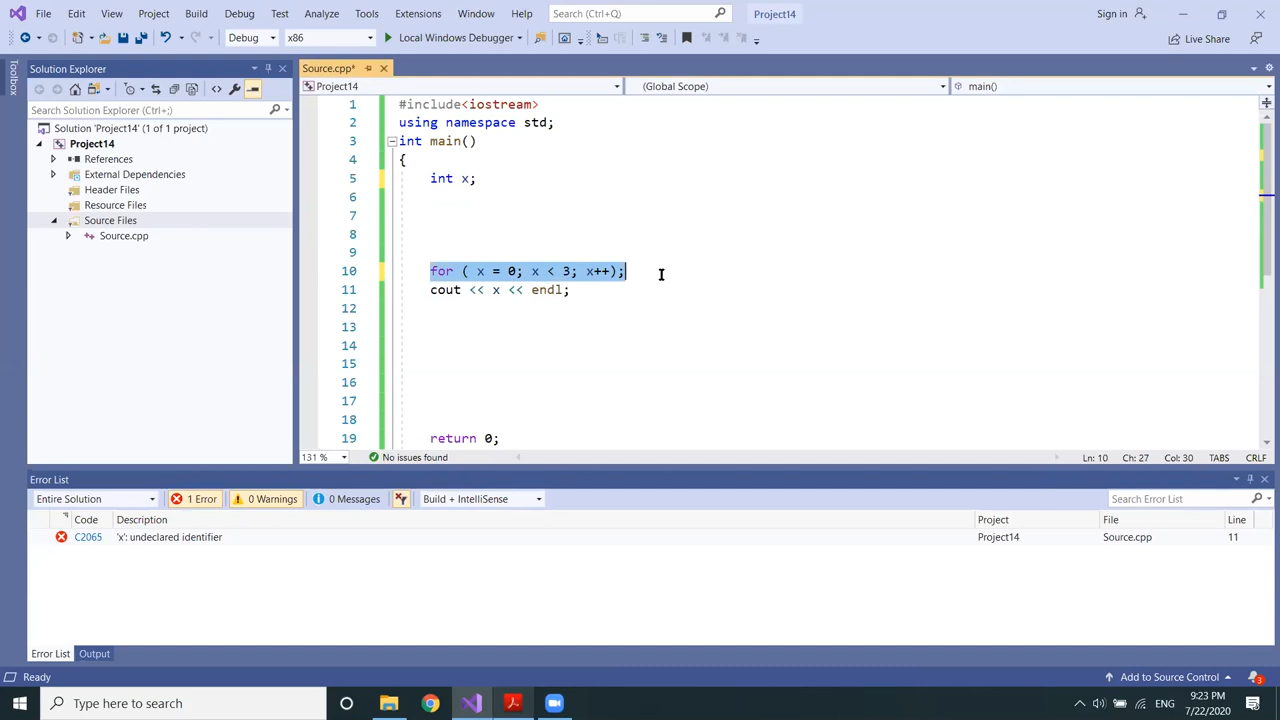 File Edit View Project Build Debug Test Analyze Tools Extensions Window Help Search (Ctrl+Q) Project14 Sign in
Debug x86 Local Windows Debugger Live Share
Toolbox
Solution Explorer
Search Solution Explorer (Ctrl+;)
Solution 'Project14' (1 of 1 project)
Project14
References
External Dependencies
Header Files
Resource Files
Source Files
Source.cpp
Source.cpp*
Project14 (Global Scope) main()
1 #include<iostream>
2 using namespace std;
3 int main()
4 {
5 int x;
6
7
8
9
10 for ( x = 0; x < 3; x++);
11 cout << x << endl;
12
13
14
15
16
17
18
19 return 0;
131 % No issues found Ln: 10 Ch: 27 Col: 30 TABS CRLF
Error List
Entire Solution 1 Error 0 Warnings 0 Messages Build + IntelliSense Search Error List
Code Description Project File Line
C2065 'x': undeclared identifier Project14 Source.cpp 11
Error List Output
Ready Add to Source Control 3
Type here to search ENG 9:23 PM
7/22/2020